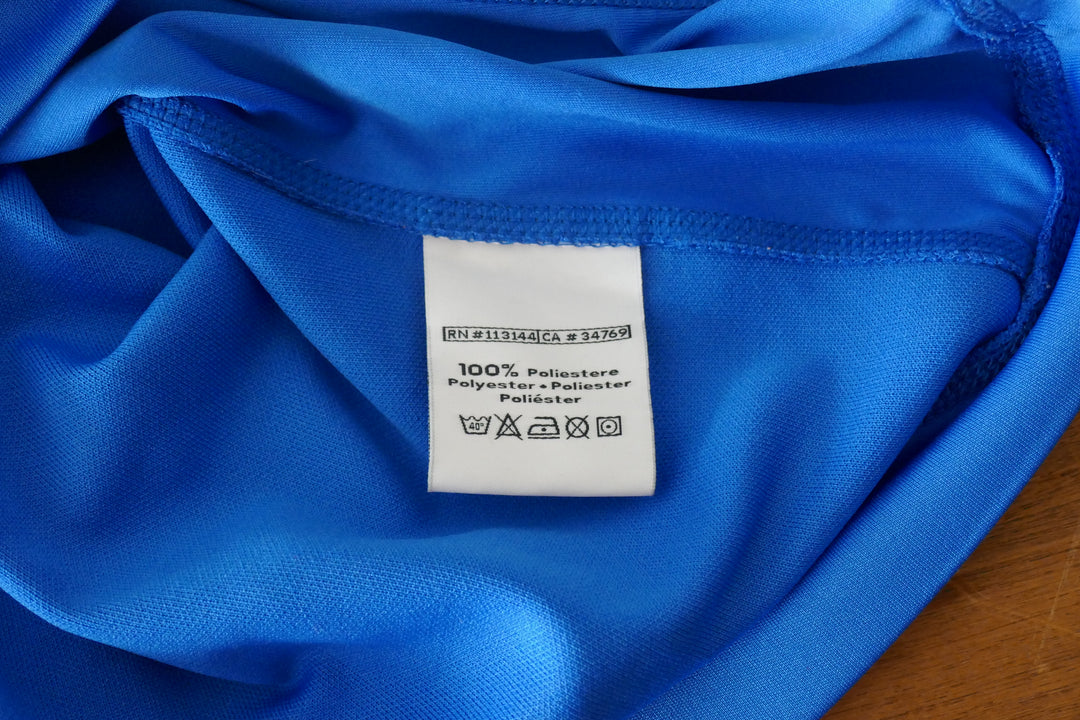 RN #113144 CA # 34769
100% Poliestere
Polyester • Poliester
Poliéster
40°